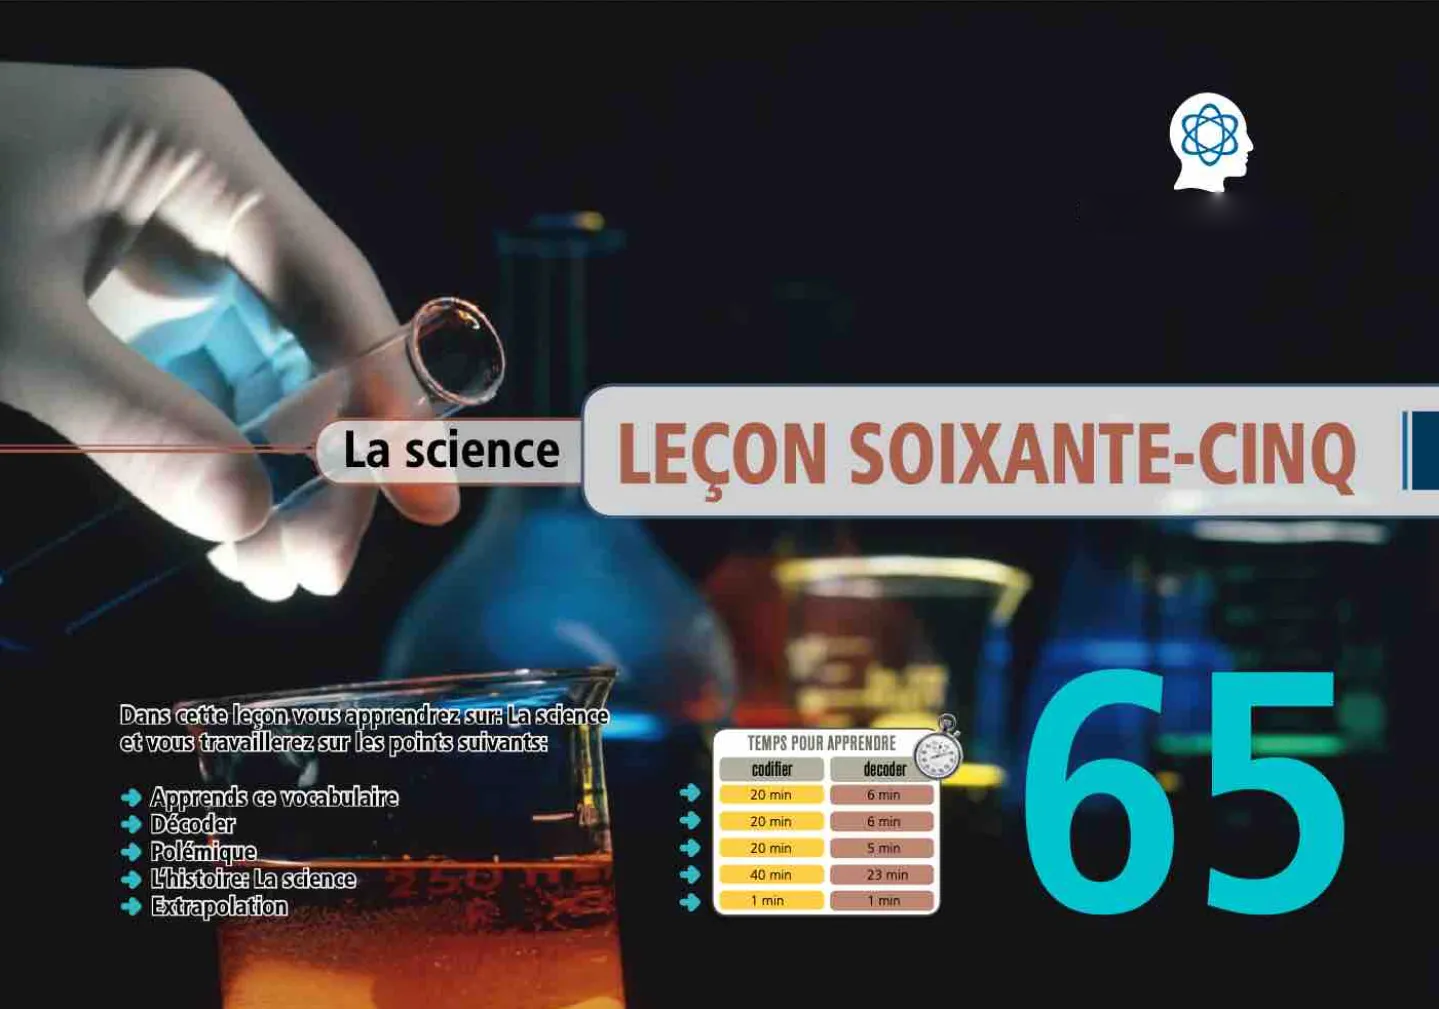 La science
LEÇON SOIXANTE-CINQ
Dans cette leçon vous apprendrez sur: La science
et vous travaillerez sur les points suivants:
Apprends ce vocabulaire
Décoder
Polémique
L'histoire: La science
Extrapolation
TEMPS POUR APPRENDRE
codifier decoder
20 min 6 min
20 min 6 min
20 min 5 min
40 min 23 min
1 min 1 min
65
250